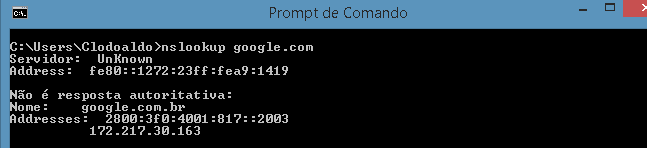 C:\
Prompt de Comando
C:\Users\Clodoaldo>nslookup google.com
Servidor:  UnKnown
Address:  fe80::1272:23ff:fea9:1419
Não é resposta autoritativa:
Nome:    google.com.br
Addresses:  2800:3f0:4001:817::2003
172.217.30.163